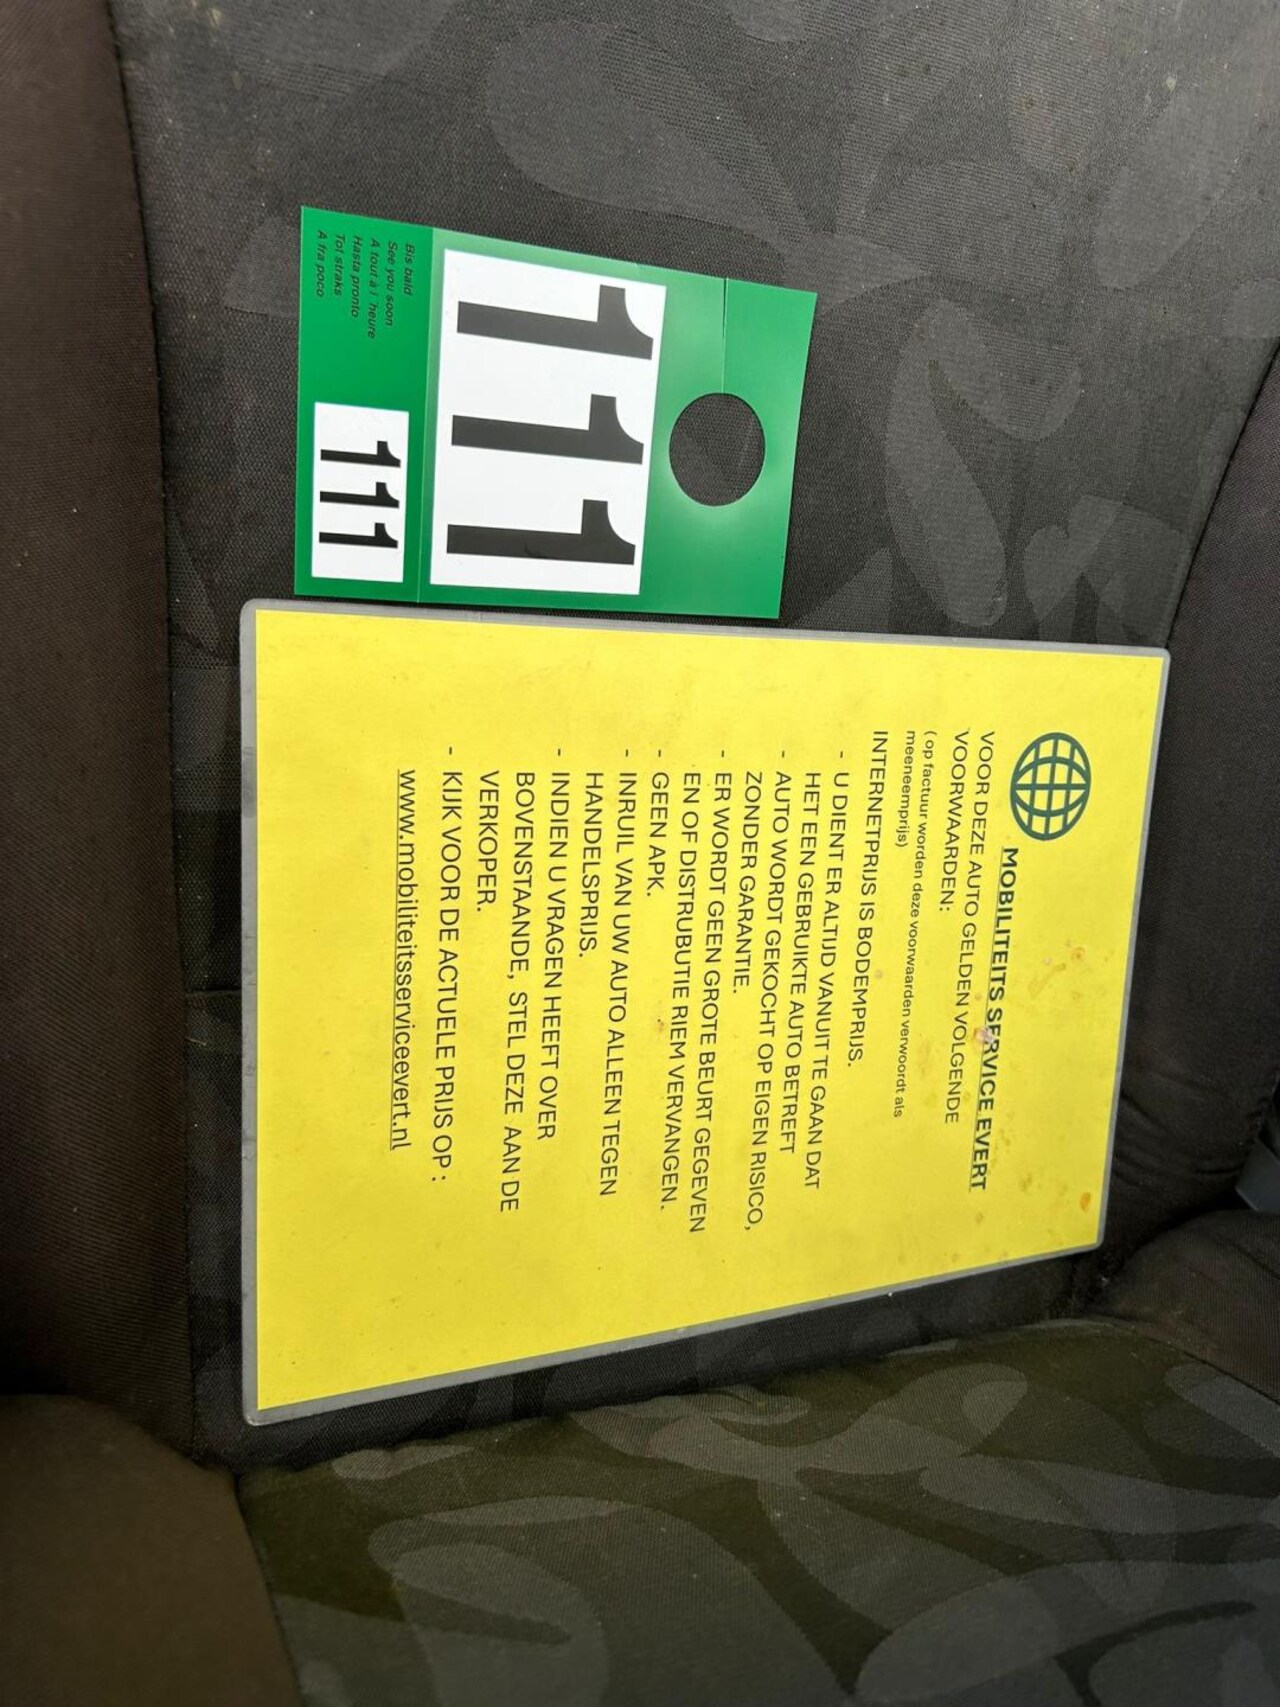 111
Bis bald
See you soon
A tout à l´heure
Hasta pronto
Tot straks
A fra poco
111
MOBILITEITS SERVICE EVERT
VOOR DEZE AUTO GELDEN VOLGENDE
VOORWAARDEN:
( op factuur worden deze voorwaarden verwoordt als
meeneemprijs)
INTERNETPRIJS IS BODEMPRIJS.
- U DIENT ER ALTIJD VANUIT TE GAAN DAT
HET EEN GEBRUIKTE AUTO BETREFT
- AUTO WORDT GEKOCHT OP EIGEN RISICO,
ZONDER GARANTIE.
- ER WORDT GEEN GROTE BEURT GEGEVEN
EN OF DISTRUBUTIE RIEM VERVANGEN.
- GEEN APK.
- INRUIL VAN UW AUTO ALLEEN TEGEN
HANDELSPRIJS.
- INDIEN U VRAGEN HEEFT OVER
BOVENSTAANDE, STEL DEZE AAN DE
VERKOPER.
- KIJK VOOR DE ACTUELE PRIJS OP :
www.mobiliteitsserviceevert.nl